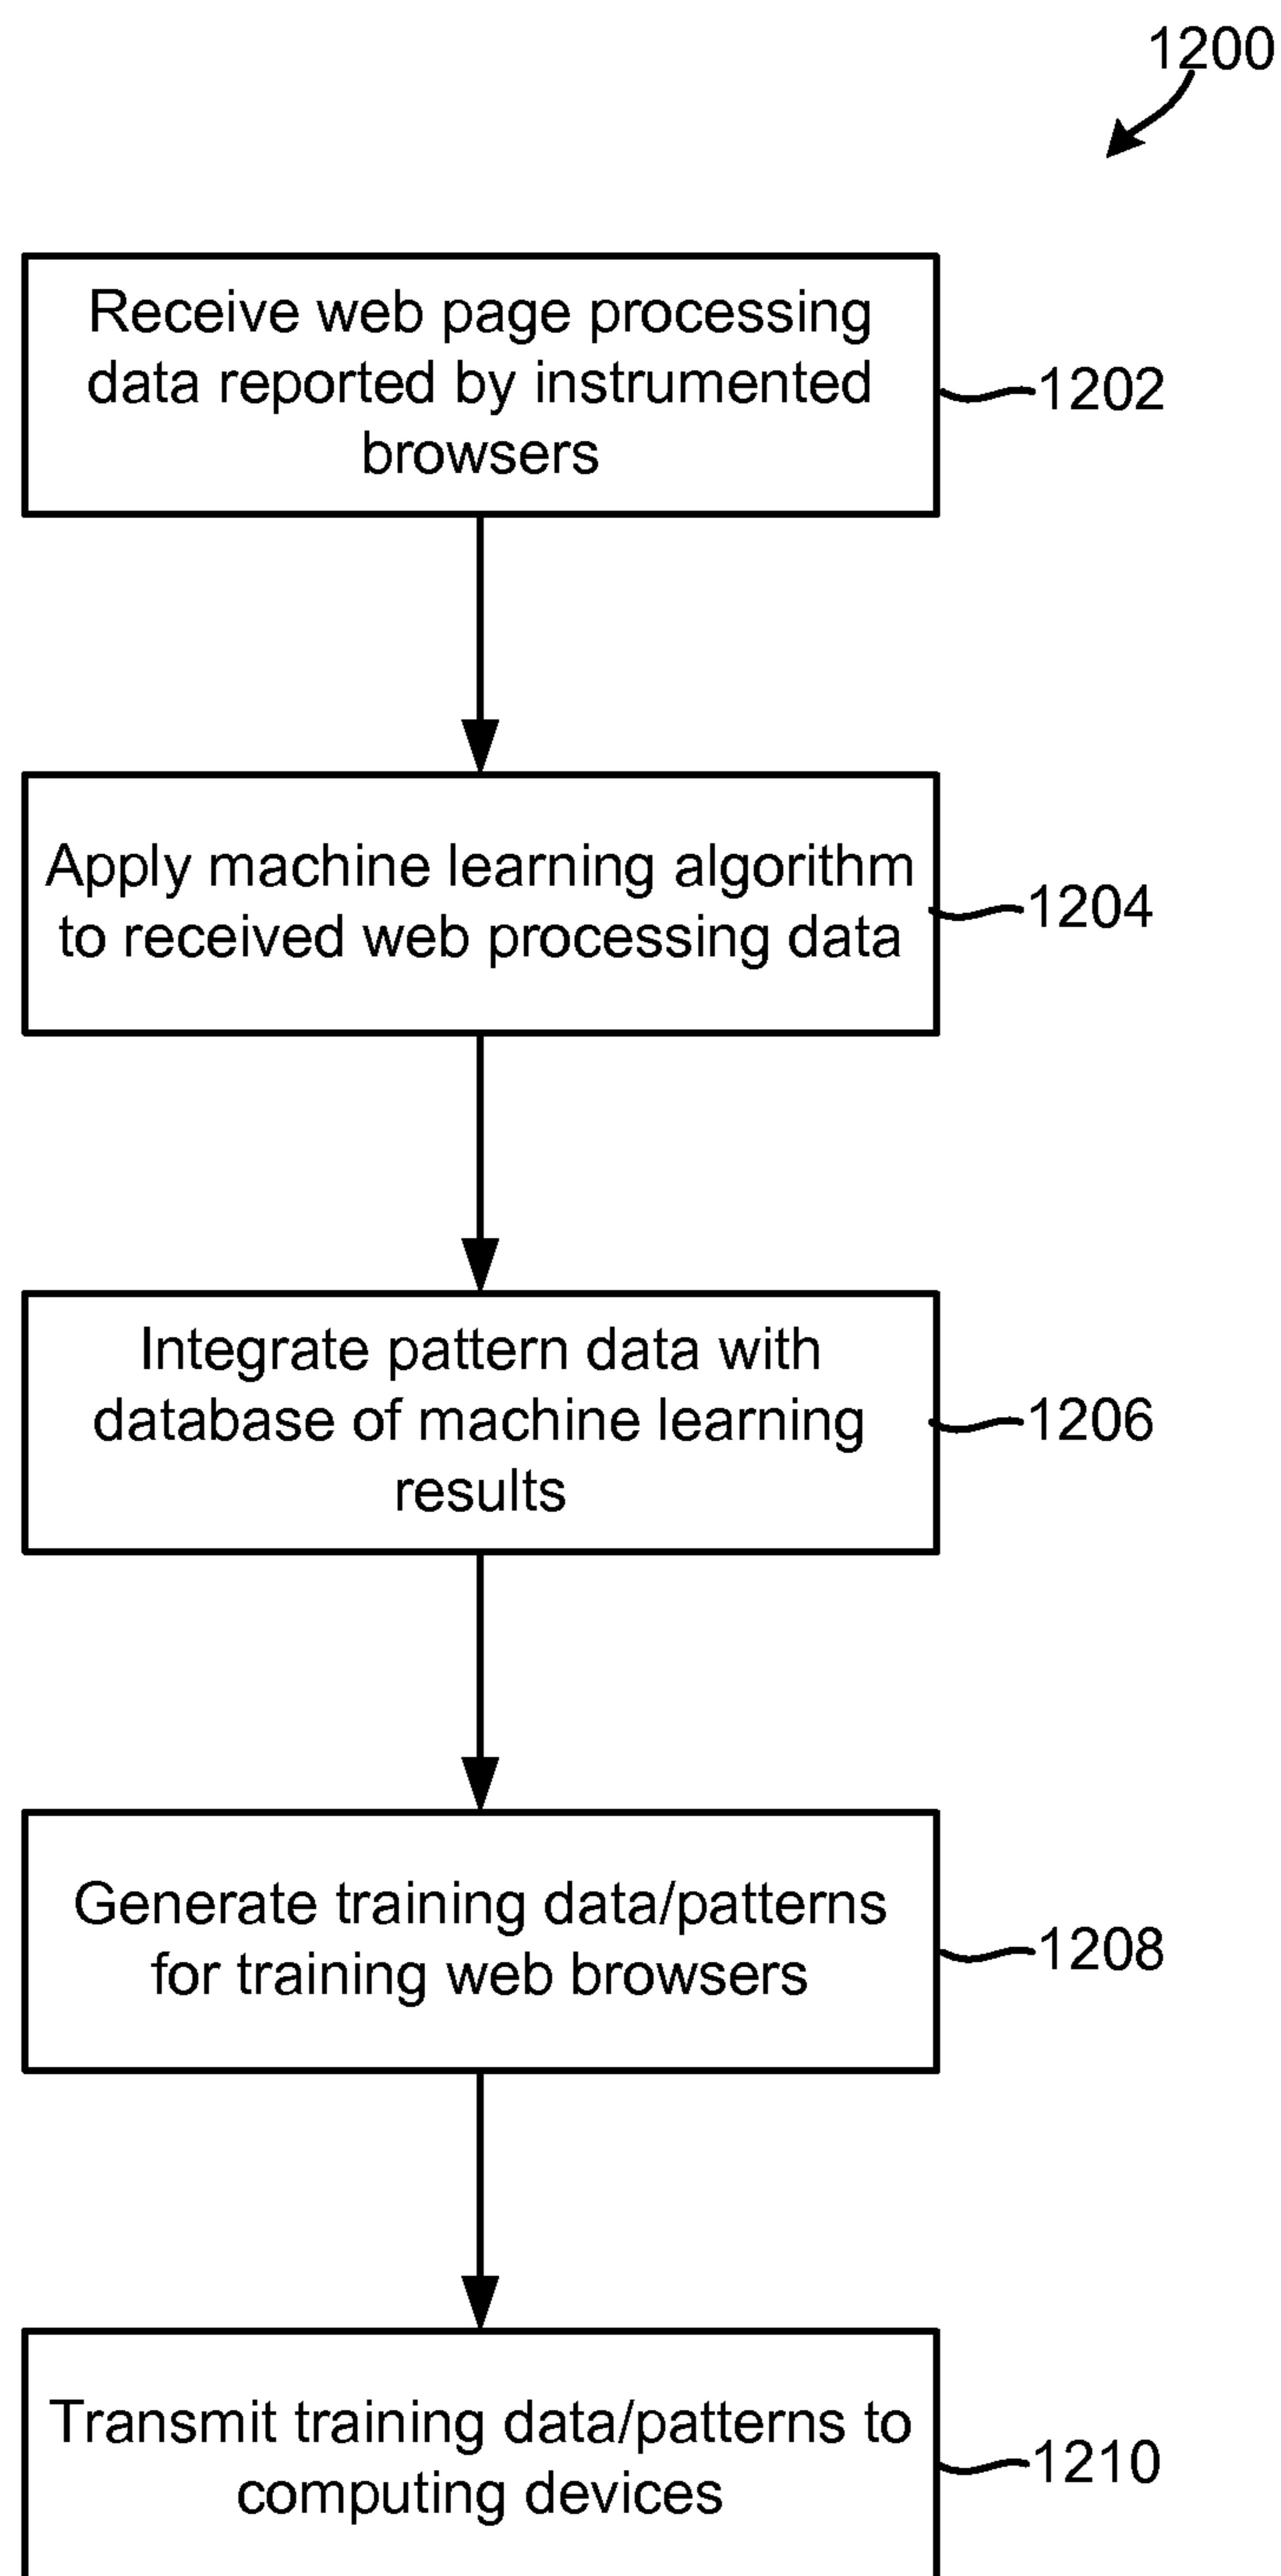 1200
Receive web page processing
data reported by instrumented
browsers
1202
Apply machine learning algorithm
to received web processing data
1204
Integrate pattern data with
database of machine learning
results
1206
Generate training data/patterns
for training web browsers
1208
Transmit training data/patterns to
computing devices
1210